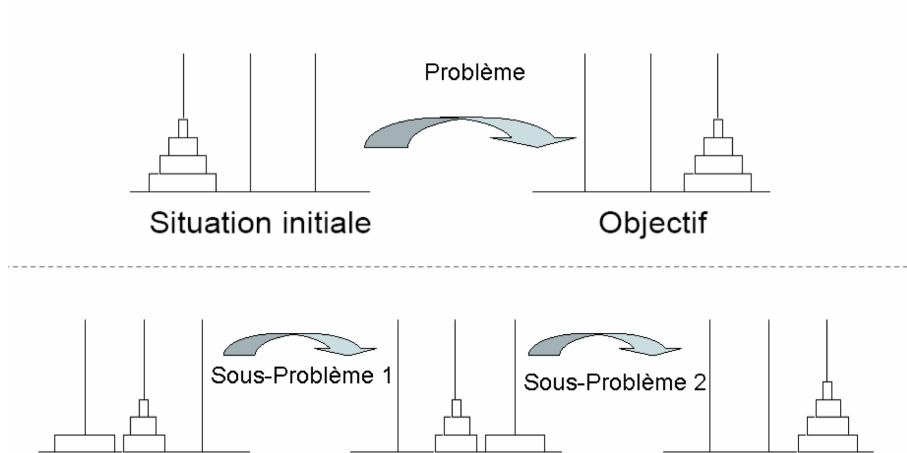 Problème
Situation initiale
Objectif
Sous-Problème 1
Sous-Problème 2